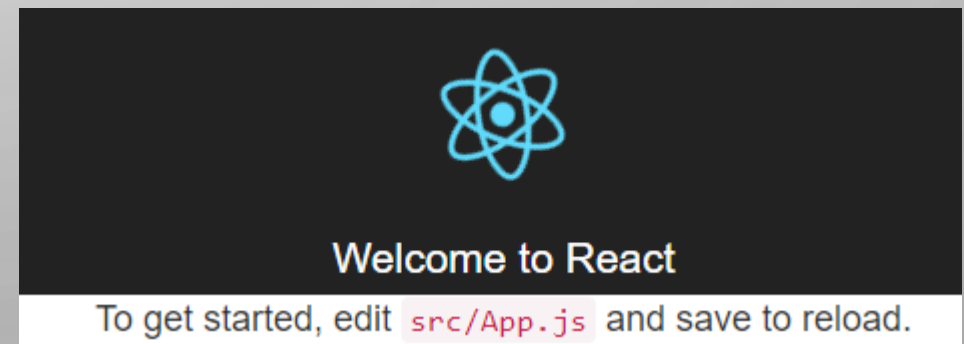 Welcome to React
To get started, edit src/App.js and save to reload.